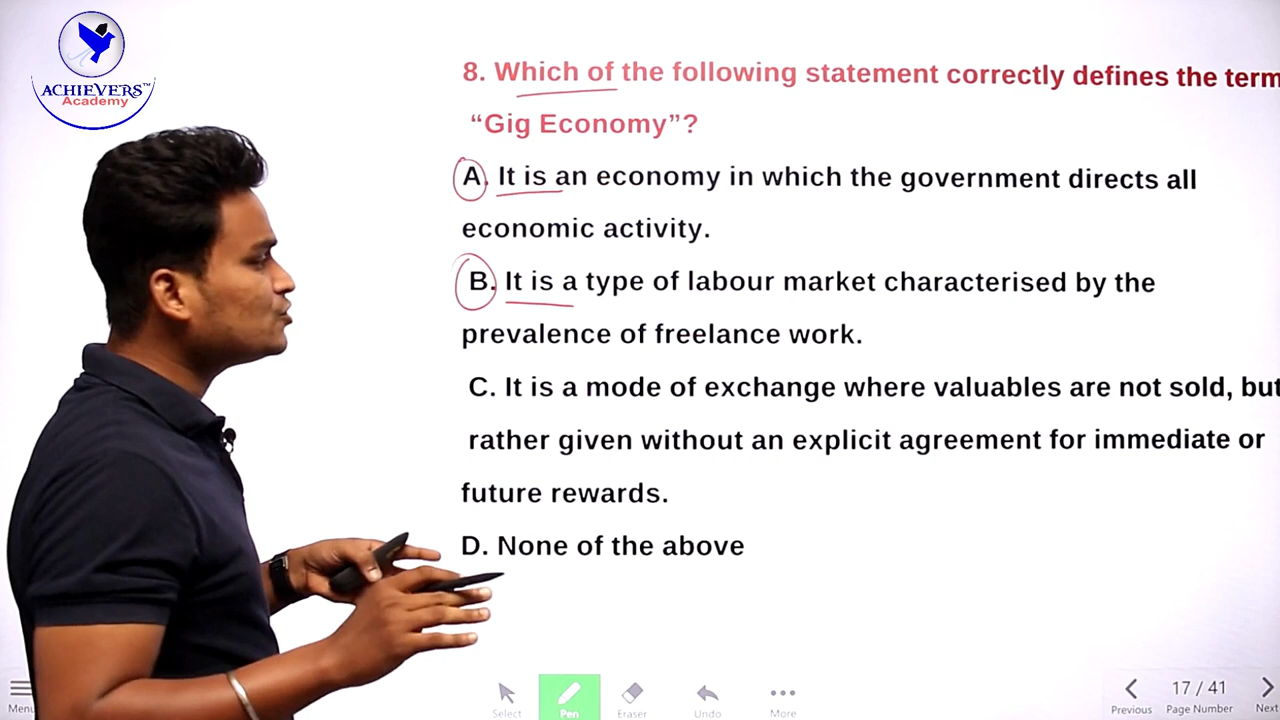 ACHIEVERS™
Academy
8. Which of the following statement correctly defines the term
“Gig Economy”?
A. It is an economy in which the government directs all
economic activity.
B. It is a type of labour market characterised by the
prevalence of freelance work.
C. It is a mode of exchange where valuables are not sold, but
rather given without an explicit agreement for immediate or
future rewards.
D. None of the above
Menu
Select
Pen
Eraser
Undo
More
Previous
17 / 41
Page Number
Next